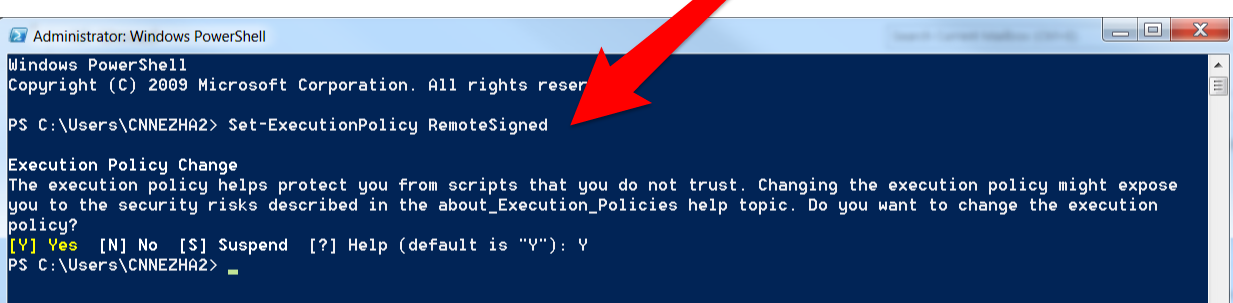 Administrator: Windows PowerShell
Windows PowerShell
Copyright (C) 2009 Microsoft Corporation. All rights reser
PS C:\Users\CNNEZHA2> Set-ExecutionPolicy RemoteSigned
Execution Policy Change
The execution policy helps protect you from scripts that you do not trust. Changing the execution policy might expose
you to the security risks described in the about_Execution_Policies help topic. Do you want to change the execution
policy?
[Y] Yes  [N] No  [S] Suspend  [?] Help (default is "Y"): Y
PS C:\Users\CNNEZHA2> _